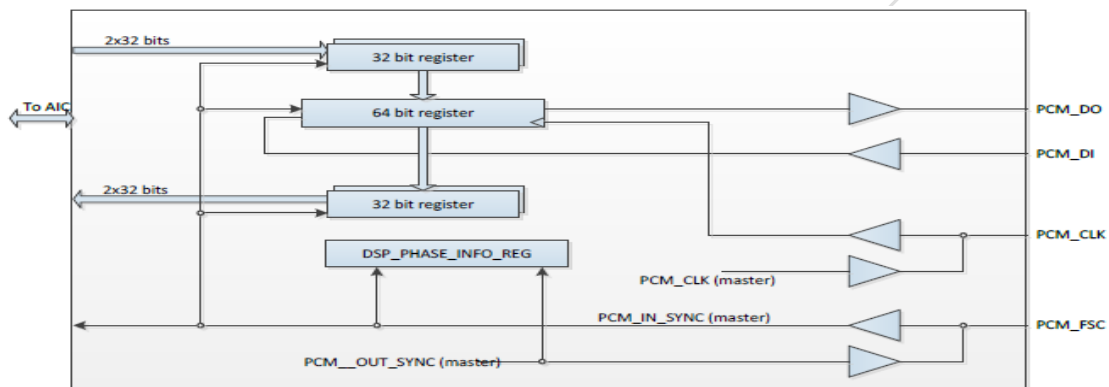 2x32 bits
32 bit register
To AIC
64 bit register
PCM_DO
PCM_DI
2x32 bits
32 bit register
PCM_CLK
DSP_PHASE_INFO_REG
PCM_CLK (master)
PCM_IN_SYNC (master)
PCM_FSC
PCM__OUT_SYNC (master)